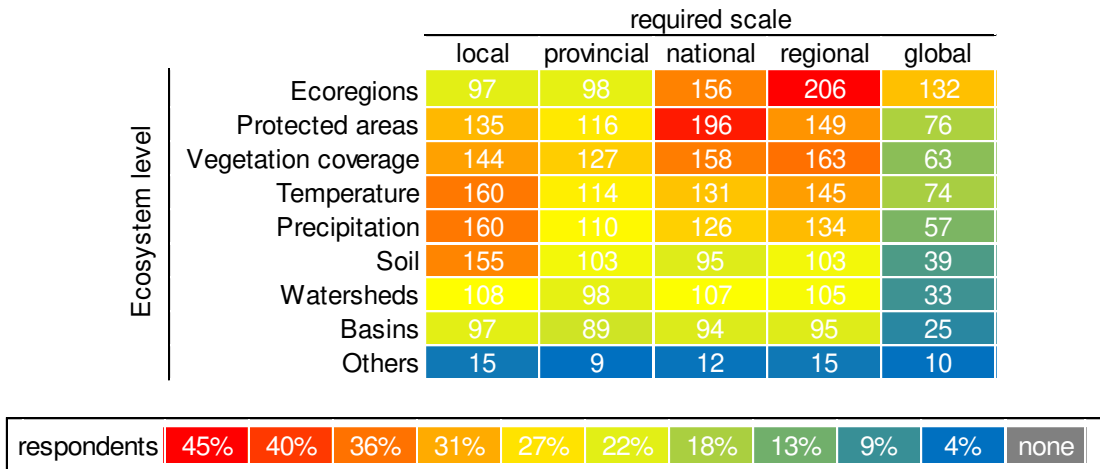 required scale
local provincial national regional global
Ecosystem level
Ecoregions 97 98 156 206 132
Protected areas 135 116 196 149 76
Vegetation coverage 144 127 158 163 63
Temperature 160 114 131 145 74
Precipitation 160 110 126 134 57
Soil 155 103 95 103 39
Watersheds 108 98 107 105 33
Basins 97 89 94 95 25
Others 15 9 12 15 10
respondents 45% 40% 36% 31% 27% 22% 18% 13% 9% 4% none